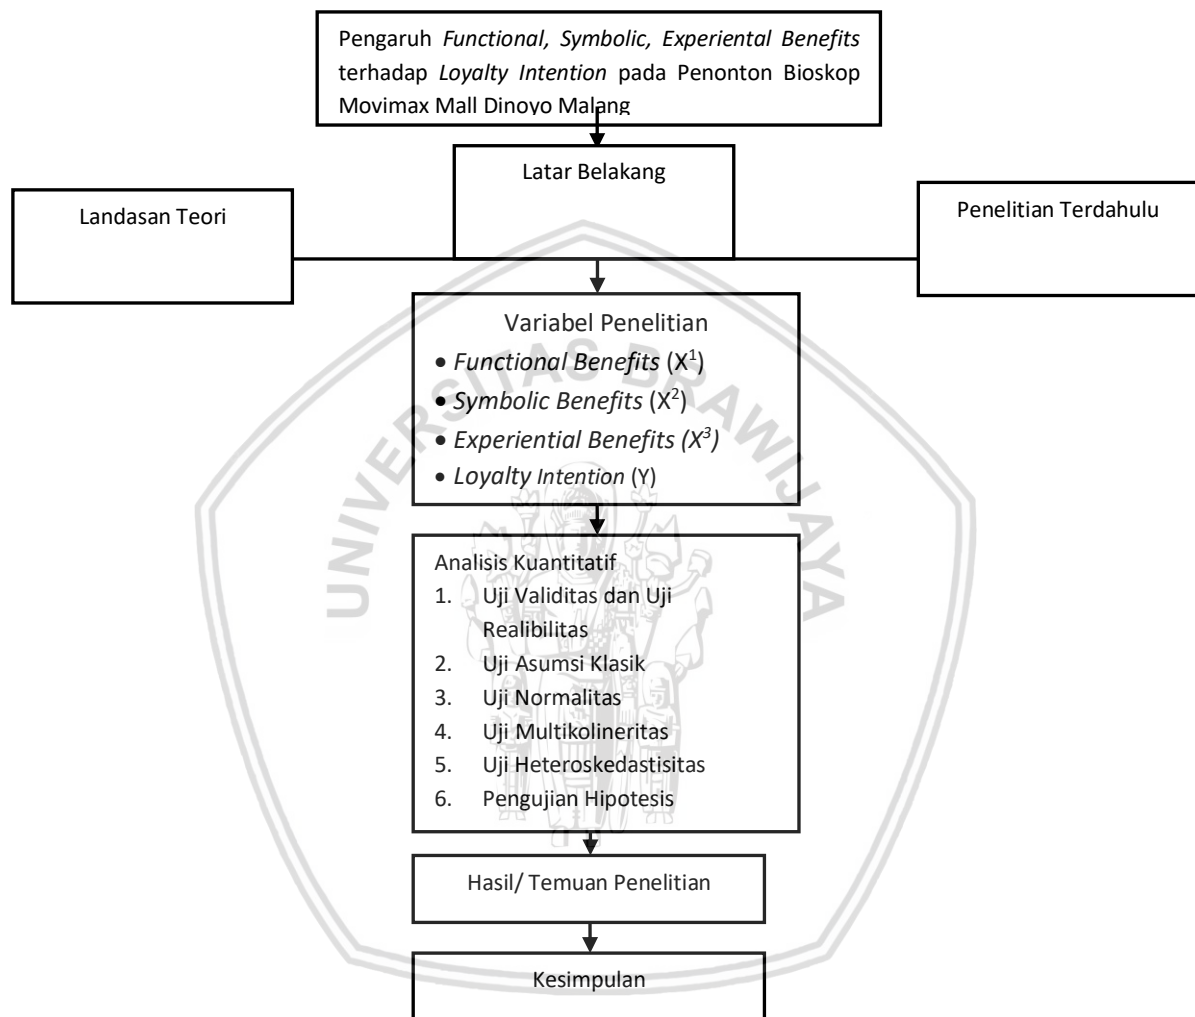 Pengaruh Functional, Symbolic, Experiental Benefits
terhadap Loyalty Intention pada Penonton Bioskop
Movimax Mall Dinoyo Malang
Latar Belakang
Landasan Teori
Penelitian Terdahulu
Variabel Penelitian
• Functional Benefits (X¹)
• Symbolic Benefits (X²)
• Experiential Benefits (X³)
• Loyalty Intention (Y)
Analisis Kuantitatif
1. Uji Validitas dan Uji
Realibilitas
2. Uji Asumsi Klasik
3. Uji Normalitas
4. Uji Multikolineritas
5. Uji Heteroskedastisitas
6. Pengujian Hipotesis
Hasil/ Temuan Penelitian
Kesimpulan
UNIVERSITAS BRAWIJAYA